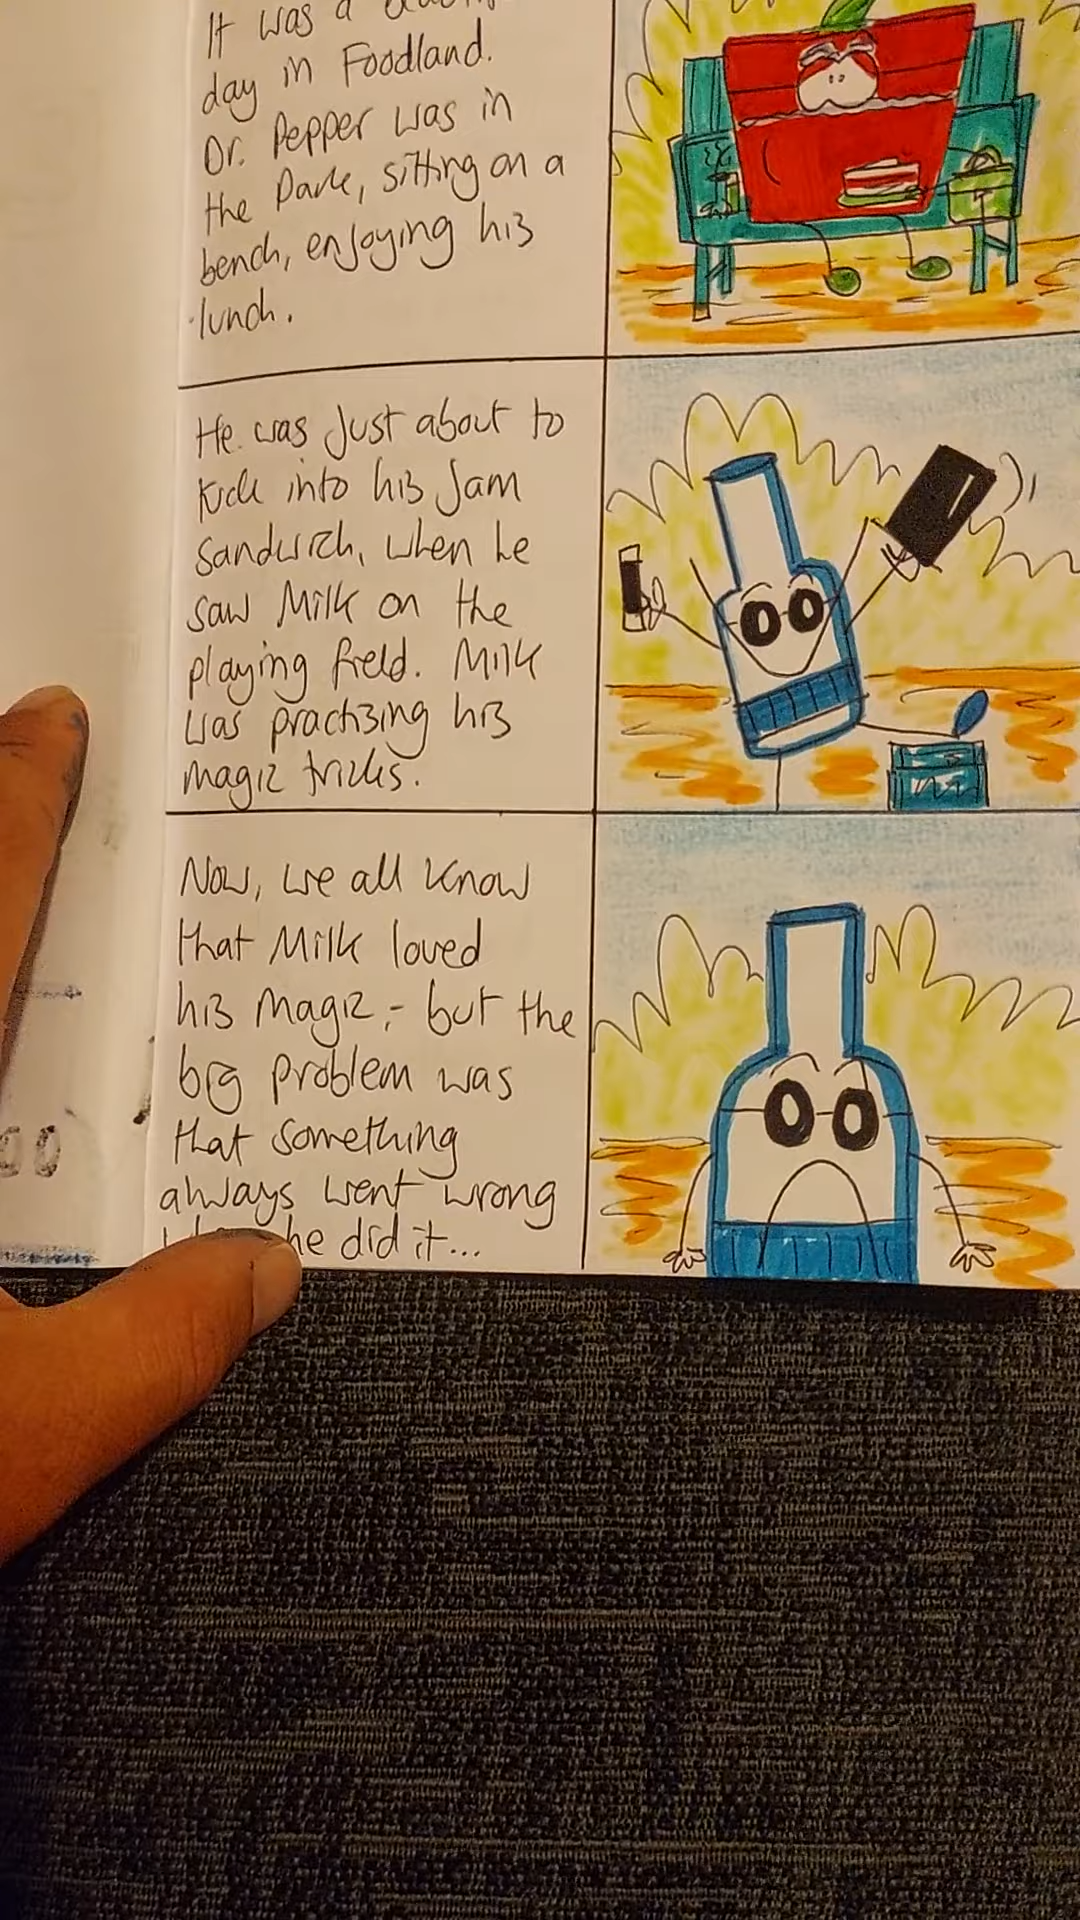 It was a
day in Foodland.
Dr. Pepper was in
the Park, sitting on a
bench, enjoying his
lunch.
He was just about to
kick into his Jam
sandwich, when he
saw Milk on the
playing field. Milk
was practising his
magic tricks.
Now, we all know
that Milk loved
his magic, - but the
big problem was
that something
always went wrong
he did it...